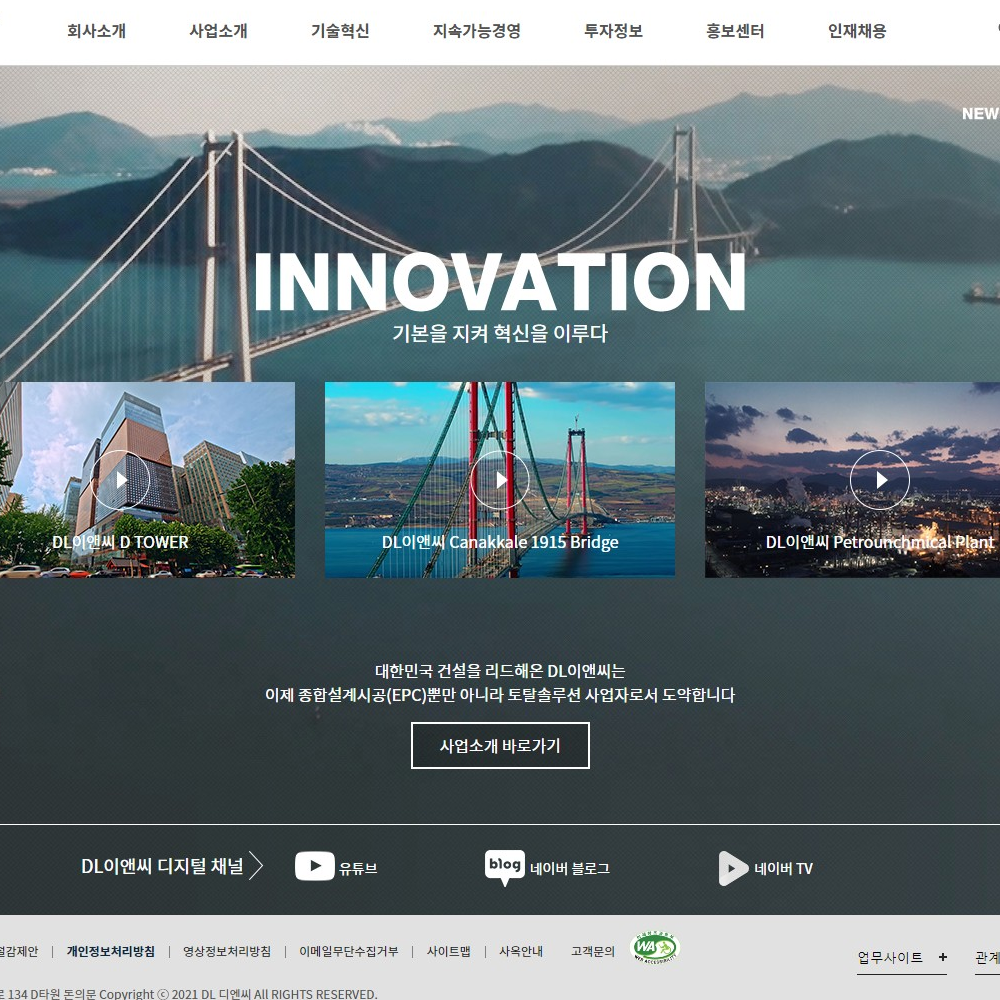 회사소개 사업소개 기술혁신 지속가능경영 투자정보 홍보센터 인재채용
NEW
INNOVATION
기본을 지켜 혁신을 이루다
DL이앤씨 D TOWER
DL이앤씨 Canakkale 1915 Bridge
DL이앤씨 Petrounchmical Plant
대한민국 건설을 리드해온 DL이앤씨는
이제 종합설계시공(EPC)뿐만 아니라 토탈솔루션 사업자로서 도약합니다
사업소개 바로가기
DL이앤씨 디지털 채널 유튜브 blog 네이버 블로그 네이버 TV
절감제안 | 개인정보처리방침 | 영상정보처리방침 | 이메일무단수집거부 | 사이트맵 | 사옥안내 고객문의 WA WEB ACCESSIBILITY
업무사이트 + 관계
로 134 D타워 돈의문 Copyright ⓒ 2021 DL 디엔씨 All RIGHTS RESERVED.